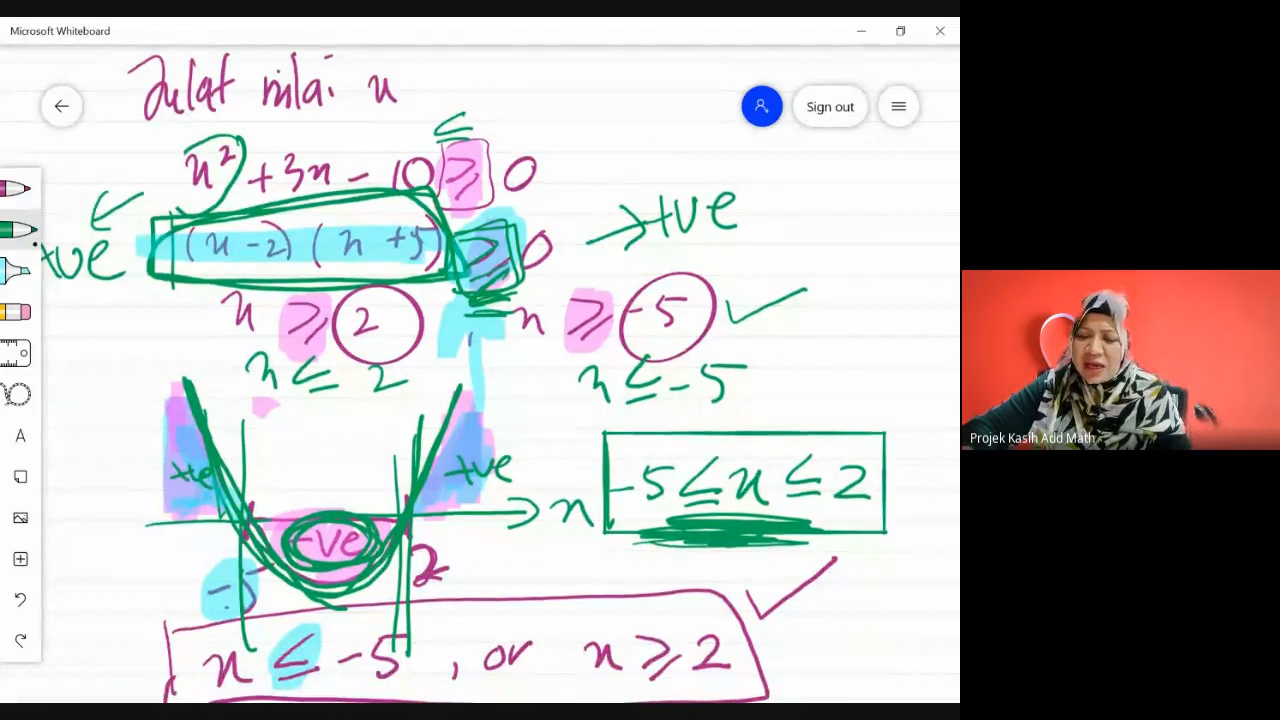 Microsoft Whiteboard
Julat nilai x
Sign out
≤
x² + 3x - 10 ≥ 0
← +ve
(x - 2) (x + 5) ≥ 0
→ +ve
x ≥ 2
x ≥ -5 ✓
x ≤ 2
x ≤ -5
+ve
+ve
-ve
x
-5 ≤ x ≤ 2
-5
2
x ≤ -5 , or x ≥ 2 ✓
A
Projek Kasih Add Math